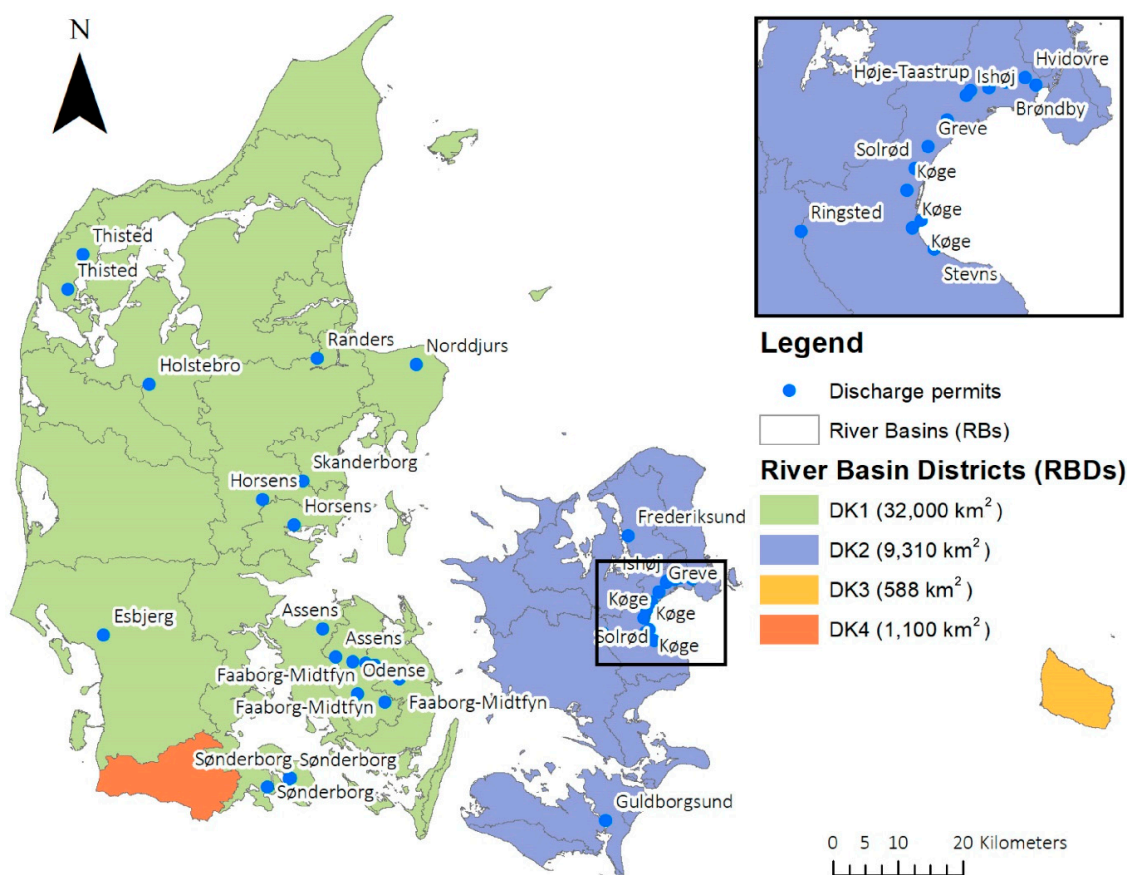 N
Thisted
Thisted
Holstebro
Randers
Norddjurs
Skanderborg
Horsens
Horsens
Esbjerg
Assens
Assens
Odense
Faaborg-Midtfyn
Faaborg-Midtfyn
Faaborg-Midtfyn
Sønderborg
Sønderborg
Sønderborg
Frederiksund
Ishøj
Greve
Køge
Køge
Solrød
Køge
Guldborgsund
Høje-Taastrup
Ishøj
Hvidovre
Brøndby
Greve
Solrød
Køge
Ringsted
Køge
Køge
Stevns
Legend
Discharge permits
River Basins (RBs)
River Basin Districts (RBDs)
DK1 (32,000 km²)
DK2 (9,310 km²)
DK3 (588 km²)
DK4 (1,100 km²)
0 5 10 20 Kilometers